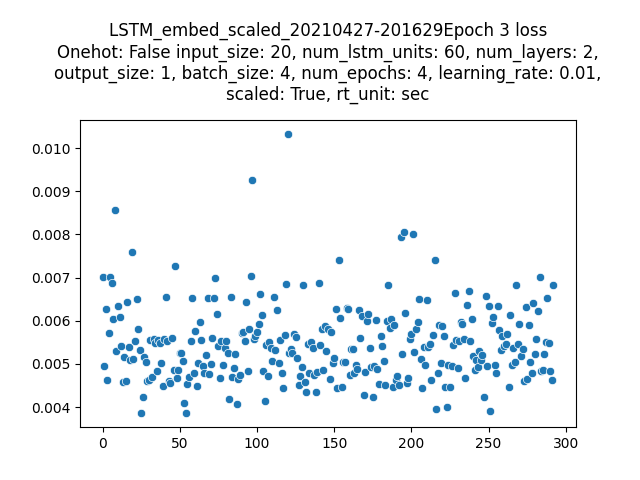 LSTM_embed_scaled_20210427-201629Epoch 3 loss
Onehot: False input_size: 20, num_lstm_units: 60, num_layers: 2,
output_size: 1, batch_size: 4, num_epochs: 4, learning_rate: 0.01,
scaled: True, rt_unit: sec
0.010
0.009
0.008
0.007
0.006
0.005
0.004
0 50 100 150 200 250 300